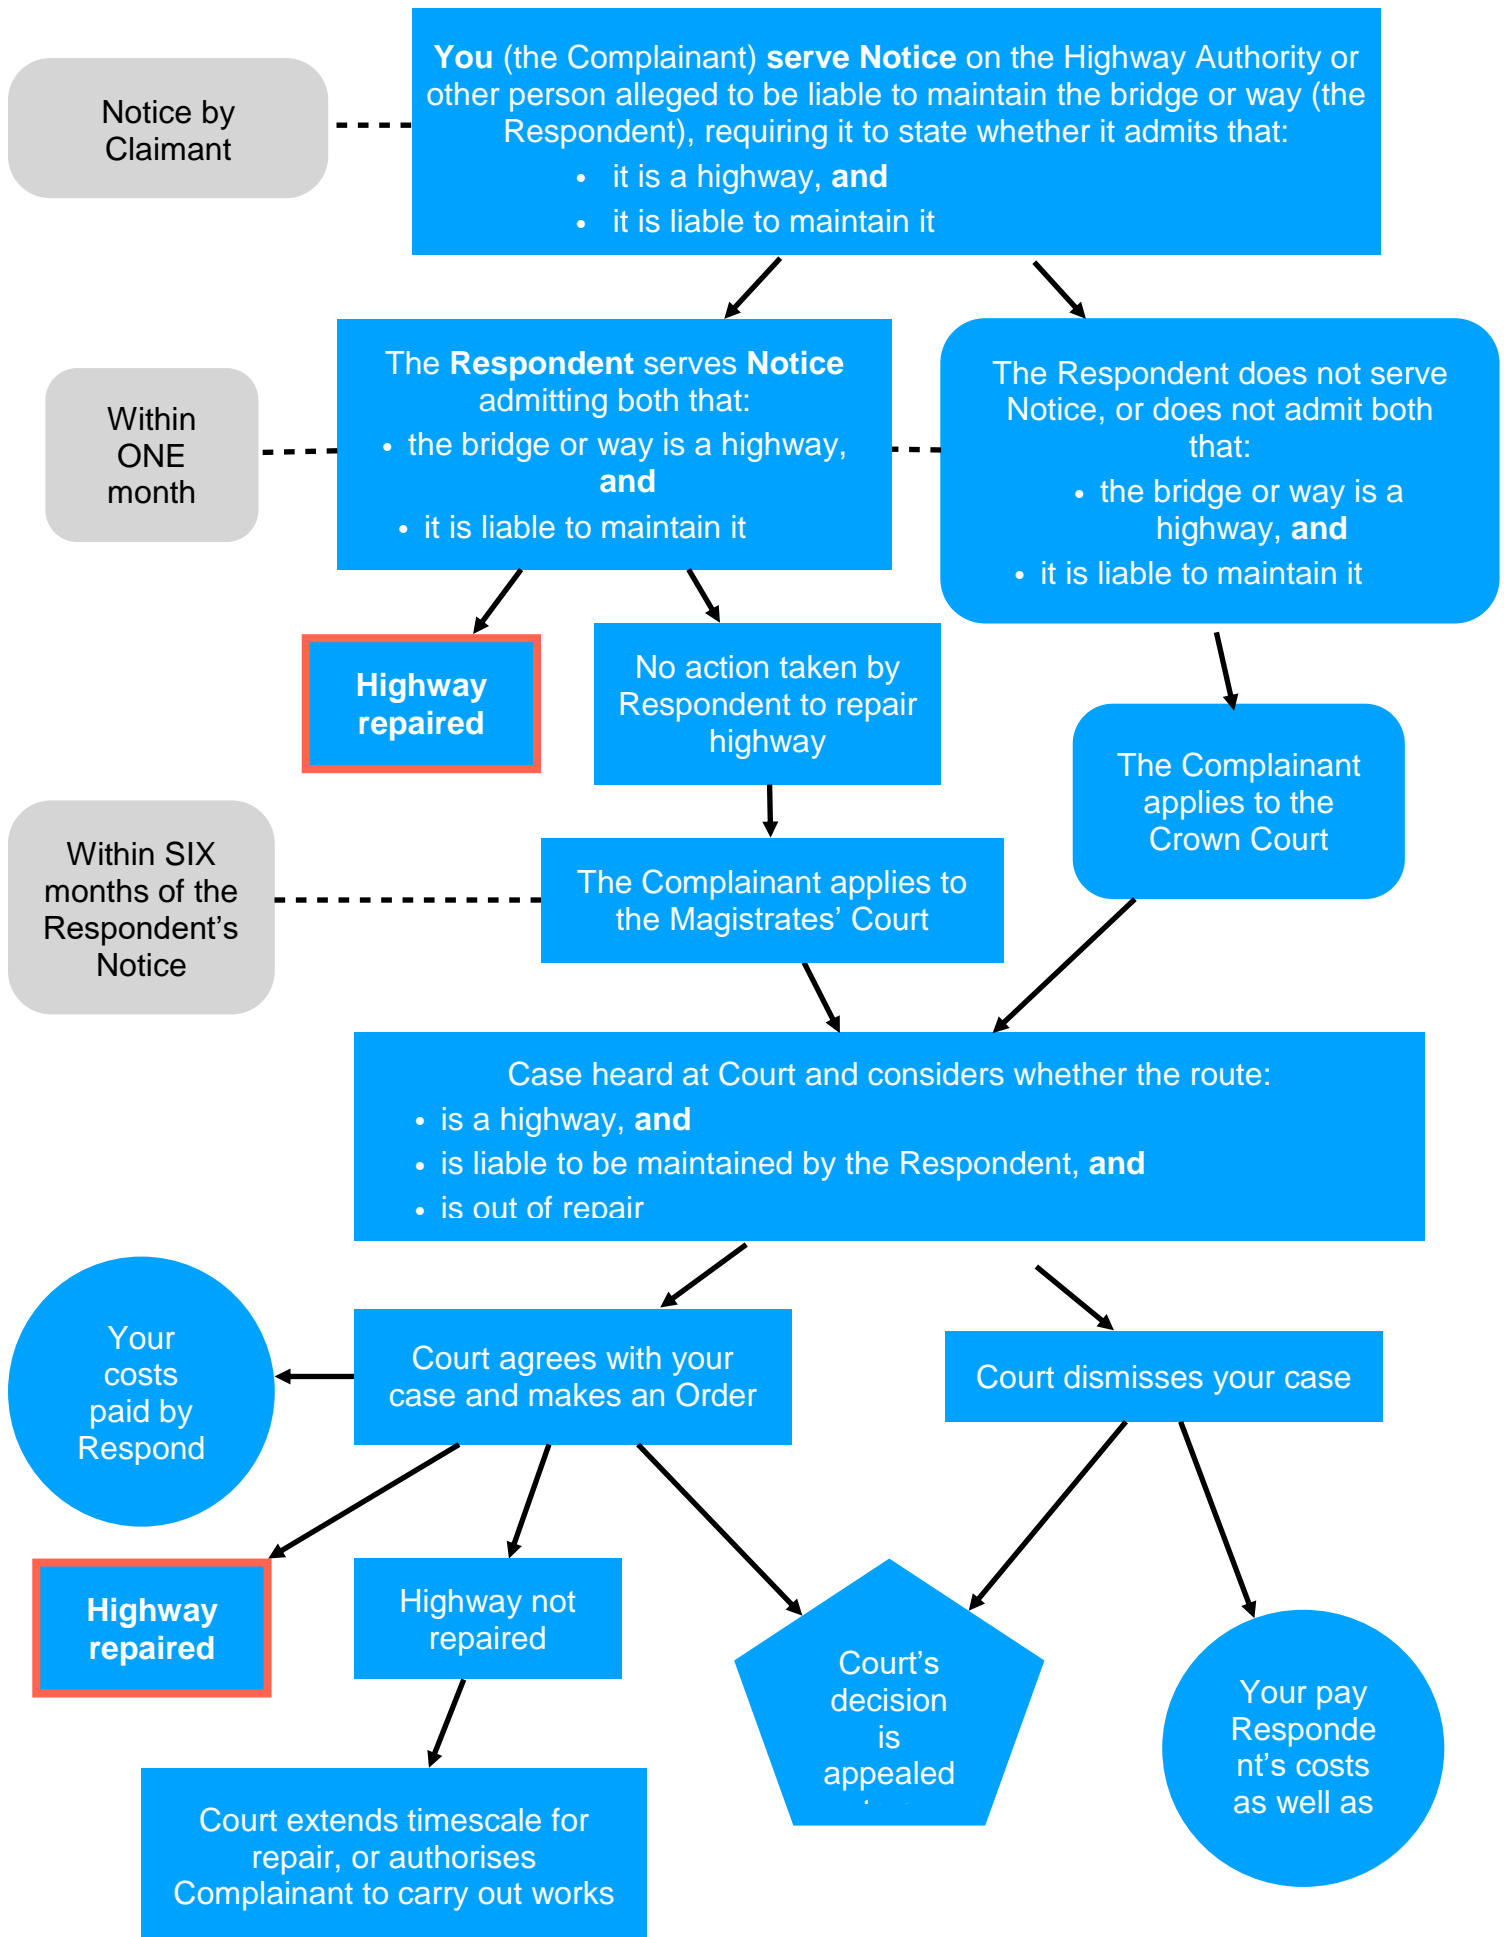 Notice by
Claimant
You (the Complainant) serve Notice on the Highway Authority or
other person alleged to be liable to maintain the bridge or way (the
Respondent), requiring it to state whether it admits that:
• it is a highway, and
• it is liable to maintain it
Within
ONE
month
The Respondent serves Notice
admitting both that:
• the bridge or way is a highway,
and
• it is liable to maintain it
The Respondent does not serve
Notice, or does not admit both
that:
• the bridge or way is a
highway, and
• it is liable to maintain it
Highway
repaired
No action taken by
Respondent to repair
highway
The Complainant
applies to the
Crown Court
Within SIX
months of the
Respondent’s
Notice
The Complainant applies to
the Magistrates’ Court
Case heard at Court and considers whether the route:
• is a highway, and
• is liable to be maintained by the Respondent, and
• is out of repair
Your
costs
paid by
Respond
Court agrees with your
case and makes an Order
Court dismisses your case
Highway
repaired
Highway not
repaired
Court’s
decision
is
appealed
Your pay
Responde
nt’s costs
as well as
Court extends timescale for
repair, or authorises
Complainant to carry out works